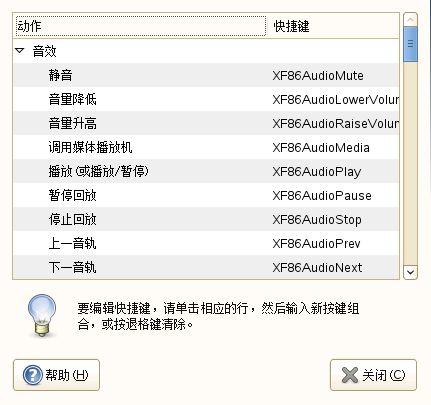 动作 快捷键
音效
静音 XF86AudioMute
音量降低 XF86AudioLowerVolum
音量升高 XF86AudioRaiseVolum
调用媒体播放机 XF86AudioMedia
播放(或播放/暂停) XF86AudioPlay
暂停回放 XF86AudioPause
停止回放 XF86AudioStop
上一音轨 XF86AudioPrev
下一音轨 XF86AudioNext
要编辑快捷键，请单击相应的行，然后输入新按键组
合，或按退格键清除。
帮助(H) 关闭(C)